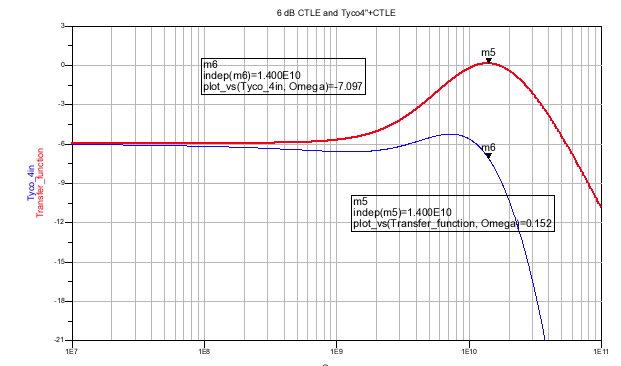 6 dB CTLE and Tyco4"+CTLE
3
0
-3
-6
-9
-12
-15
-18
-21
Tyco_4in
Transfer_function
m5
m6
indep(m6)=1.400E10
plot_vs(Tyco_4in, Omega)=-7.097
m6
m5
indep(m5)=1.400E10
plot_vs(Transfer_function, Omega)=0.152
1E7
1E8
1E9
1E10
1E11